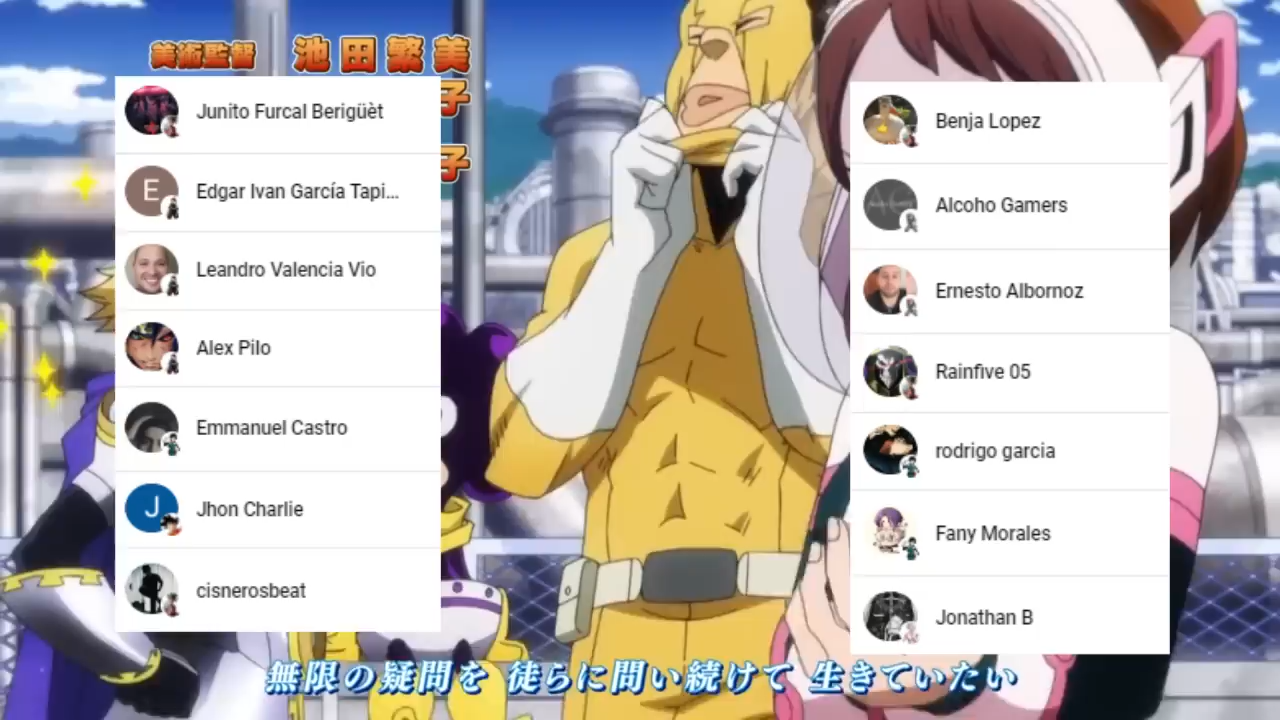 美術監督 池田繁美
子
子
Junito Furcal Berigüèt
Edgar Ivan García Tapi...
E
Leandro Valencia Vio
Alex Pilo
Emmanuel Castro
J
Jhon Charlie
cisnerosbeat
Benja Lopez
Alcoho Gamers
Ernesto Albornoz
Rainfive 05
rodrigo garcia
Fany Morales
Jonathan B
無限の疑問を 徒らに問い続けて 生きていたい